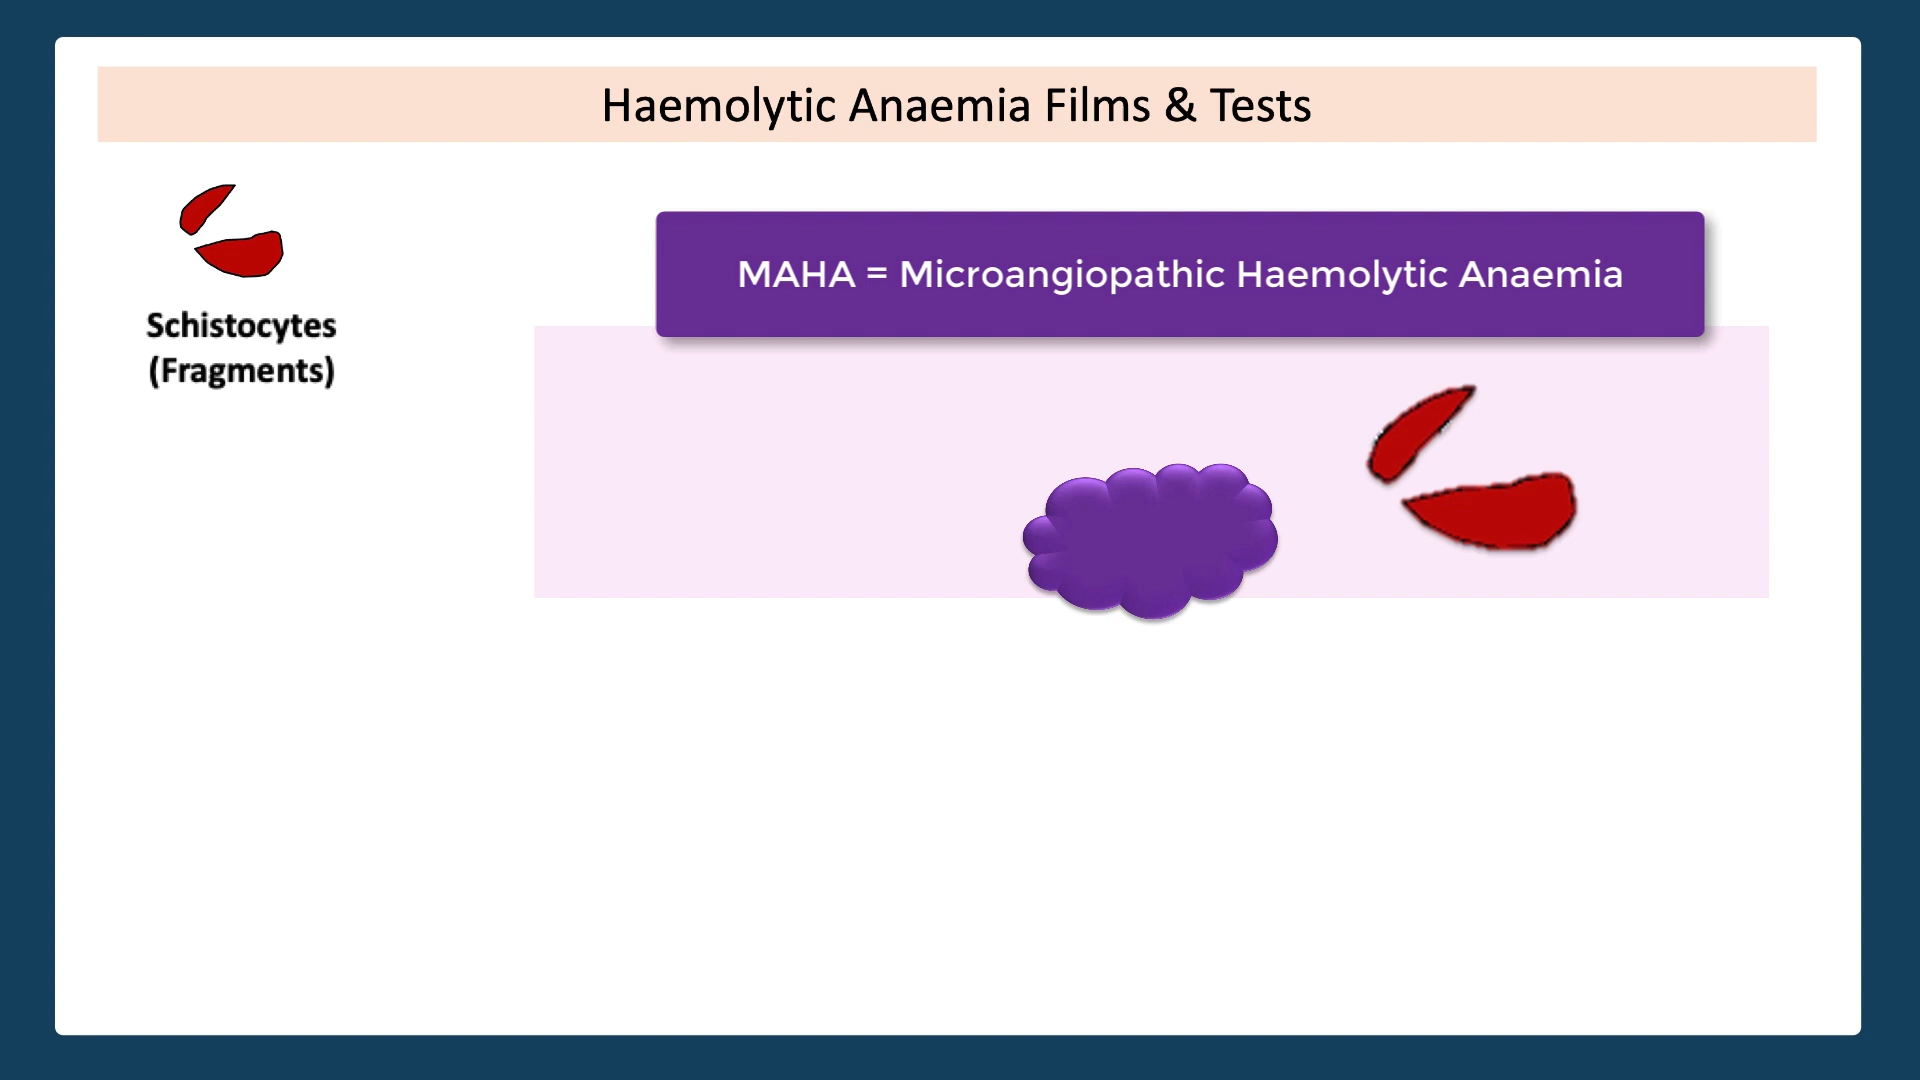 Haemolytic Anaemia Films & Tests
MAHA = Microangiopathic Haemolytic Anaemia
Schistocytes
(Fragments)